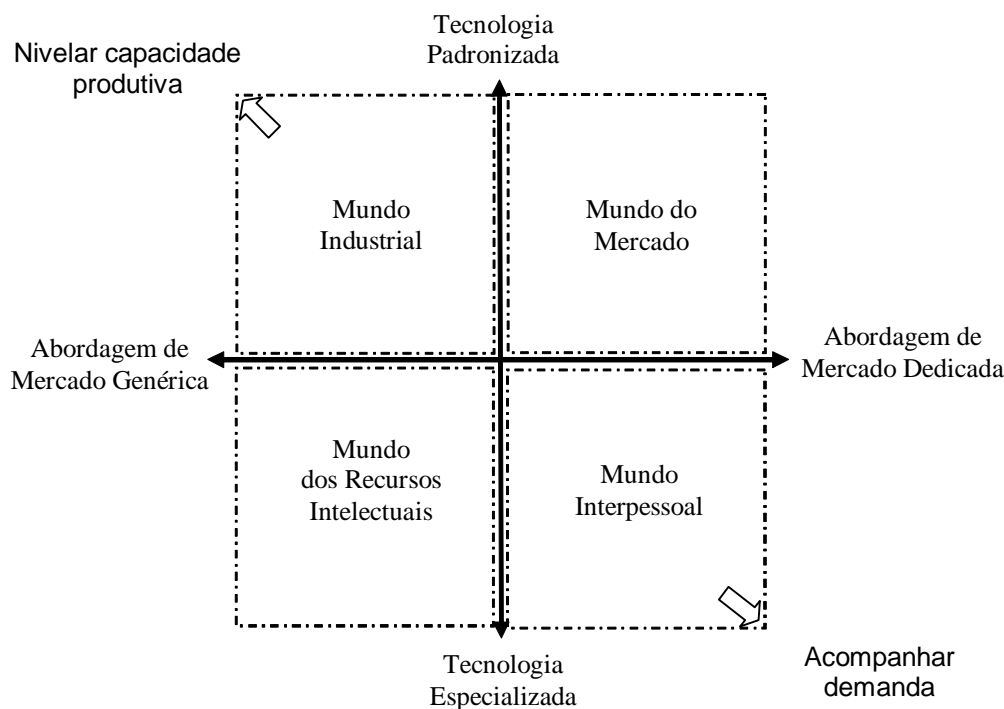 Tecnologia
Padronizada
Nivelar capacidade
produtiva
Mundo
Industrial
Mundo do
Mercado
Abordagem de
Mercado Genérica
Abordagem de
Mercado Dedicada
Mundo
dos Recursos
Intelectuais
Mundo
Interpessoal
Tecnologia
Especializada
Acompanhar
demanda